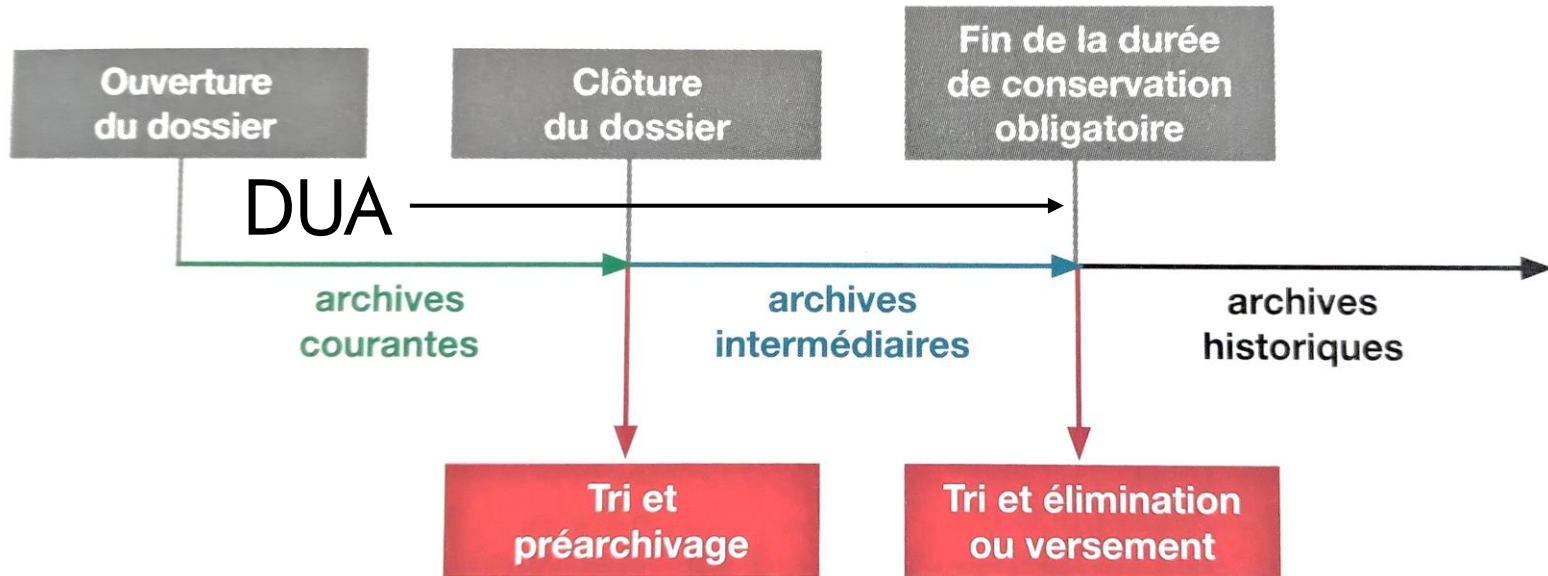 Ouverture
du dossier
Clôture
du dossier
Fin de la durée
de conservation
obligatoire
DUA
archives
courantes
archives
intermédiaires
archives
historiques
Tri et
préarchivage
Tri et élimination
ou versement